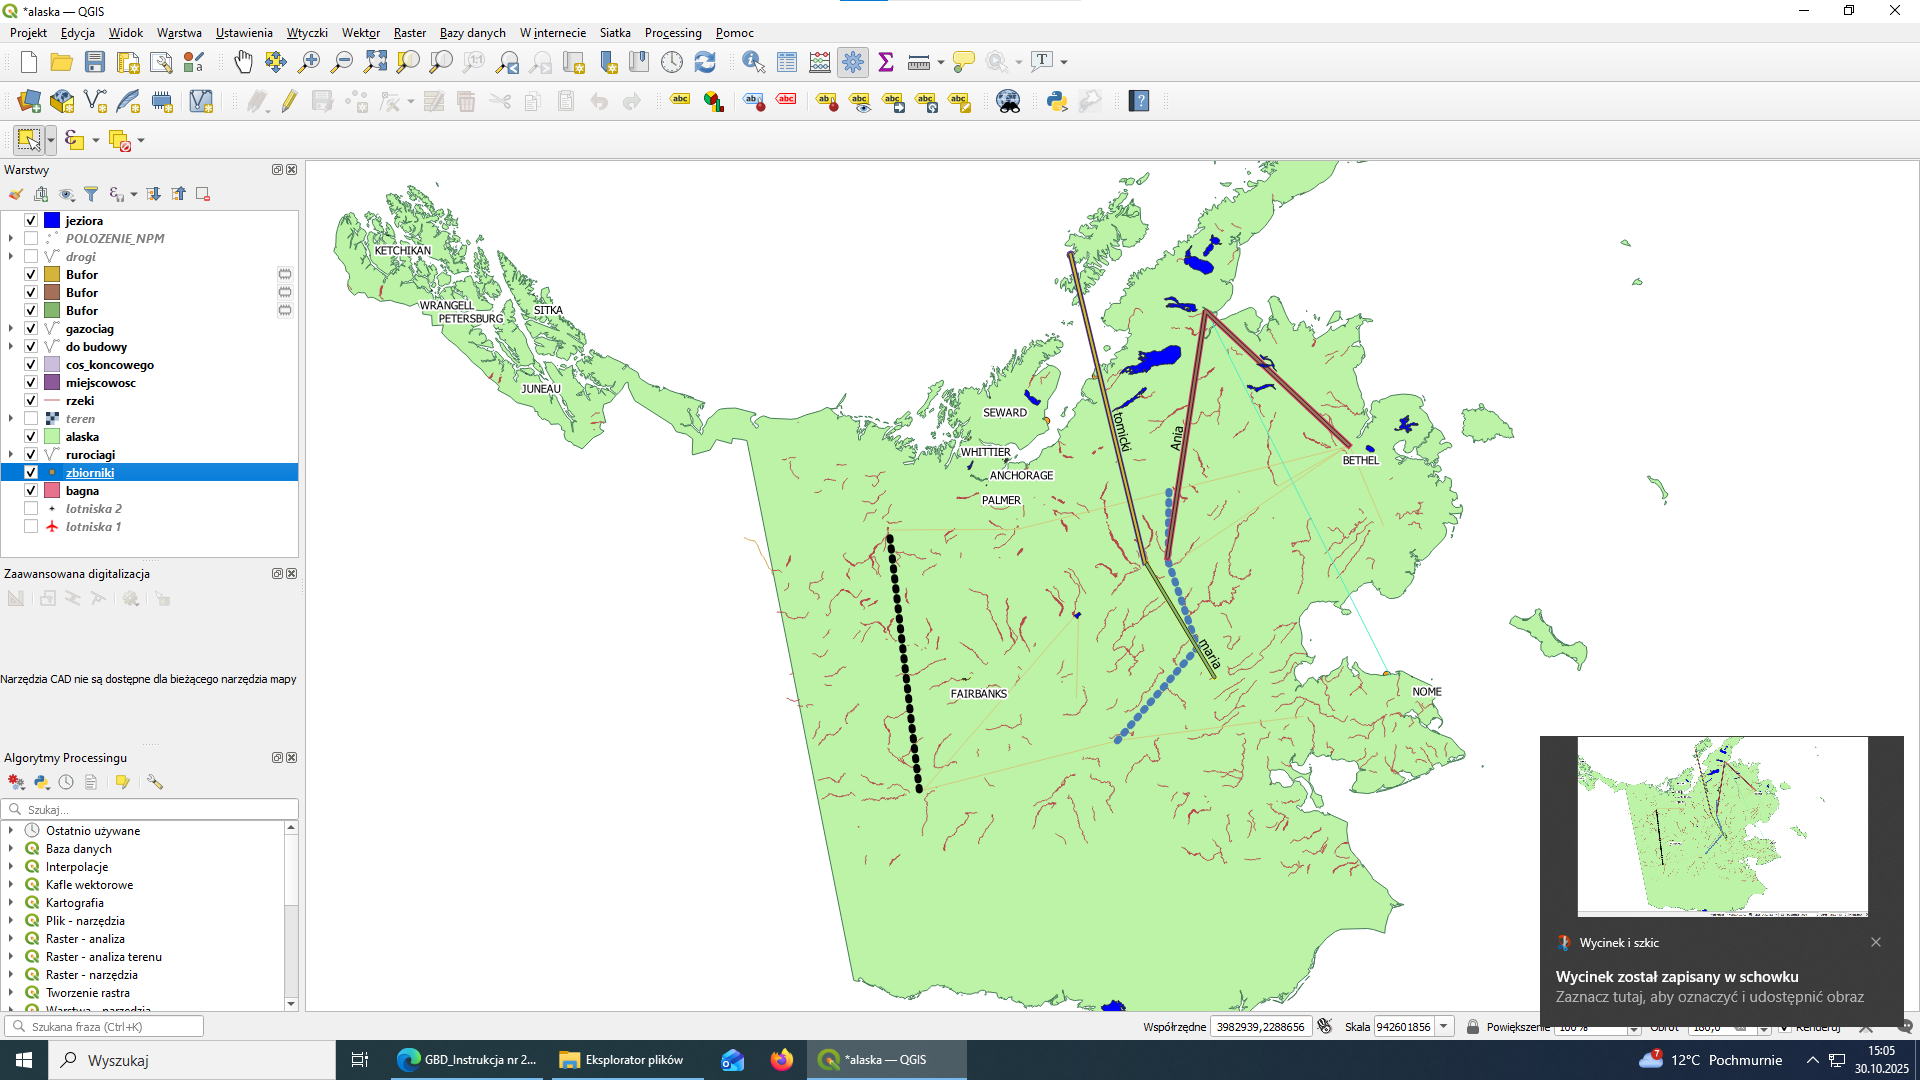 *alaska — QGIS
Projekt Edycja Widok Warstwa Ustawienia Wtyczki Wektor Raster Bazy danych W internecie Siatka Processing Pomoc
Warstwy
jeziora
POLOZENIE_NPM
drogi
Bufor
Bufor
Bufor
gazociag
do budowy
cos_koncowego
miejscowosc
rzeki
teren
alaska
rurociagi
zbiorniki
bagna
lotniska 2
lotniska 1
Zaawansowana digitalizacja
Narzędzia CAD nie są dostępne dla bieżącego narzędzia mapy
Algorytmy Processingu
Szukaj...
Ostatnio używane
Baza danych
Interpolacje
Kafle wektorowe
Kartografia
Plik - narzędzia
Raster - analiza
Raster - analiza terenu
Raster - narzędzia
Tworzenie rastra
Warstwa - narzędzia
KETCHIKAN
WRANGELL
PETERSBURG
SITKA
JUNEAU
SEWARD
WHITTIER
ANCHORAGE
PALMER
tomicki
Ania
BETHEL
maria
FAIRBANKS
NOME
Wycinek i szkic
Wycinek został zapisany w schowku
Zaznacz tutaj, aby oznaczyć i udostępnić obraz
Szukana fraza (Ctrl+K)
Współrzędne 3982939,2288656 Skala 942601856 Powiększenie 100% Obrót 180,0 Renderuj
Wyszukaj
GBD_Instrukcja nr 2...
Eksplorator plików
*alaska — QGIS
7
12°C Pochmurnie
15:05
30.10.2025